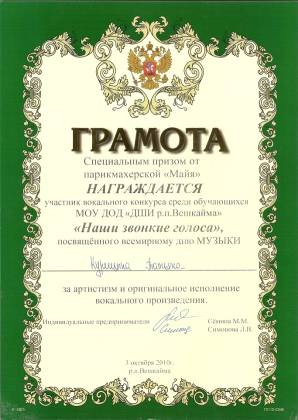 ГРАМОТА
Специальным призом от
парикмахерской «Майя»
НАГРАЖДАЕТСЯ
участник вокального конкурса среди обучающихся
МОУ ДОД «ДШИ р.п.Вешкайма»
«Наши звонкие голоса»,
посвящённого всемирному дню МУЗЫКИ
Татьяна
за артистизм и оригинальное исполнение
вокального произведения.
Индивидуальные предприниматели
Сёмина М.М.
Симонова Л.В.
3 октября 2010г.
р.п.Вешкайма